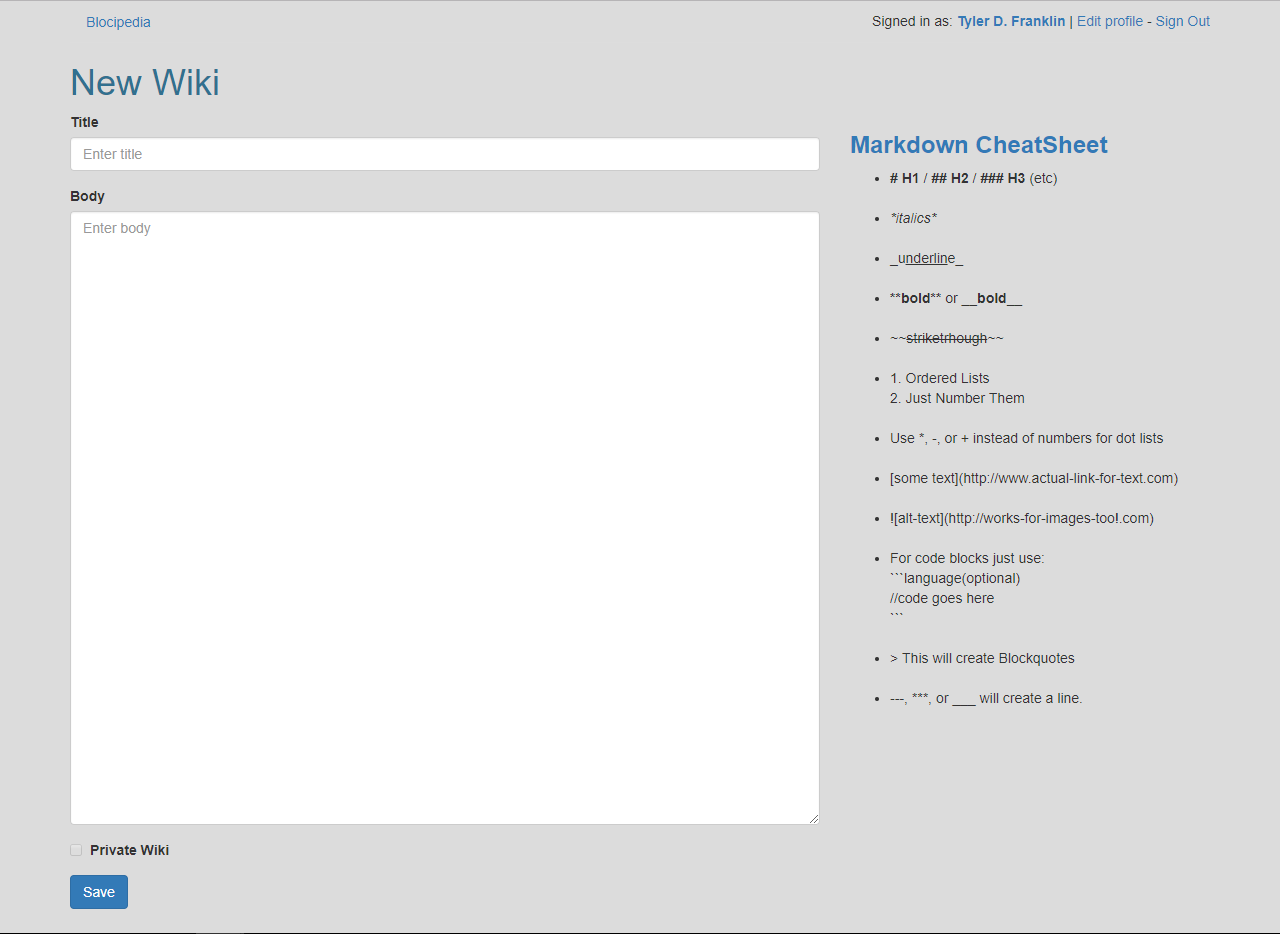 Blocipedia
Signed in as: Tyler D. Franklin | Edit profile - Sign Out
New Wiki
Title
Enter title
Body
Enter body
Private Wiki
Save
Markdown CheatSheet
• # H1 / ## H2 / ### H3 (etc)
• *italics*
• _underline_
• **bold** or __bold__
• ~~striketrhough~~
• 1. Ordered Lists
2. Just Number Them
• Use *, -, or + instead of numbers for dot lists
• [some text](http://www.actual-link-for-text.com)
• ![alt-text](http://works-for-images-too!.com)
• For code blocks just use:
```language(optional)
//code goes here
```
• > This will create Blockquotes
• ---, ***, or ___ will create a line.